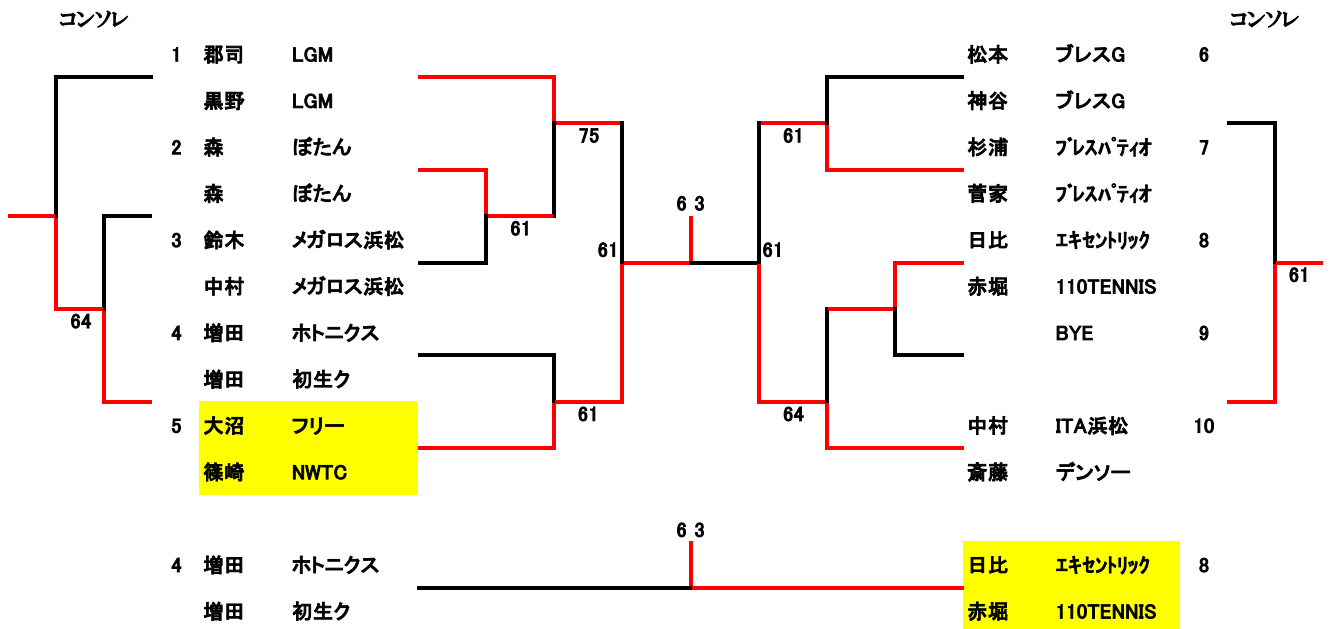 コンソレ コンソレ
1 郡司 LGM 松本 ブレスG 6
黒野 LGM 神谷 ブレスG
75 61
2 森 ぽたん 杉浦 ブレスパティオ 7
森 ぽたん 菅家 ブレスパティオ
6 3
61
3 鈴木 メガロス浜松 61 61 日比 エキセントリック 8
61
中村 メガロス浜松 赤堀 110TENNIS
64
4 増田 ホトニクス BYE 9
増田 初生ク
61 64
5 大沼 フリー 中村 ITA浜松 10
篠崎 NWTC 斎藤 デンソー
6 3
4 増田 ホトニクス 日比 エキセントリック 8
増田 初生ク 赤堀 110TENNIS